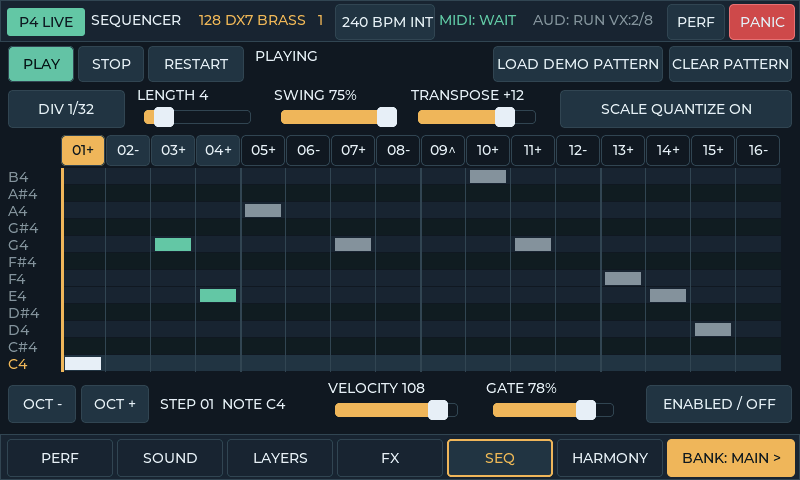 P4 LIVE SEQUENCER 128 DX7 BRASS 1 240 BPM INT MIDI: WAIT AUD: RUN VX:2/8 PERF PANIC
PLAY STOP RESTART PLAYING LOAD DEMO PATTERN CLEAR PATTERN
DIV 1/32 LENGTH 4 SWING 75% TRANSPOSE +12 SCALE QUANTIZE ON
01+ 02- 03+ 04+ 05+ 06- 07+ 08- 09^ 10+ 11+ 12- 13+ 14+ 15+ 16-
B4
A#4
A4
G#4
G4
F#4
F4
E4
D#4
D4
C#4
C4
OCT - OCT + STEP 01 NOTE C4 VELOCITY 108 GATE 78% ENABLED / OFF
PERF SOUND LAYERS FX SEQ HARMONY BANK: MAIN >